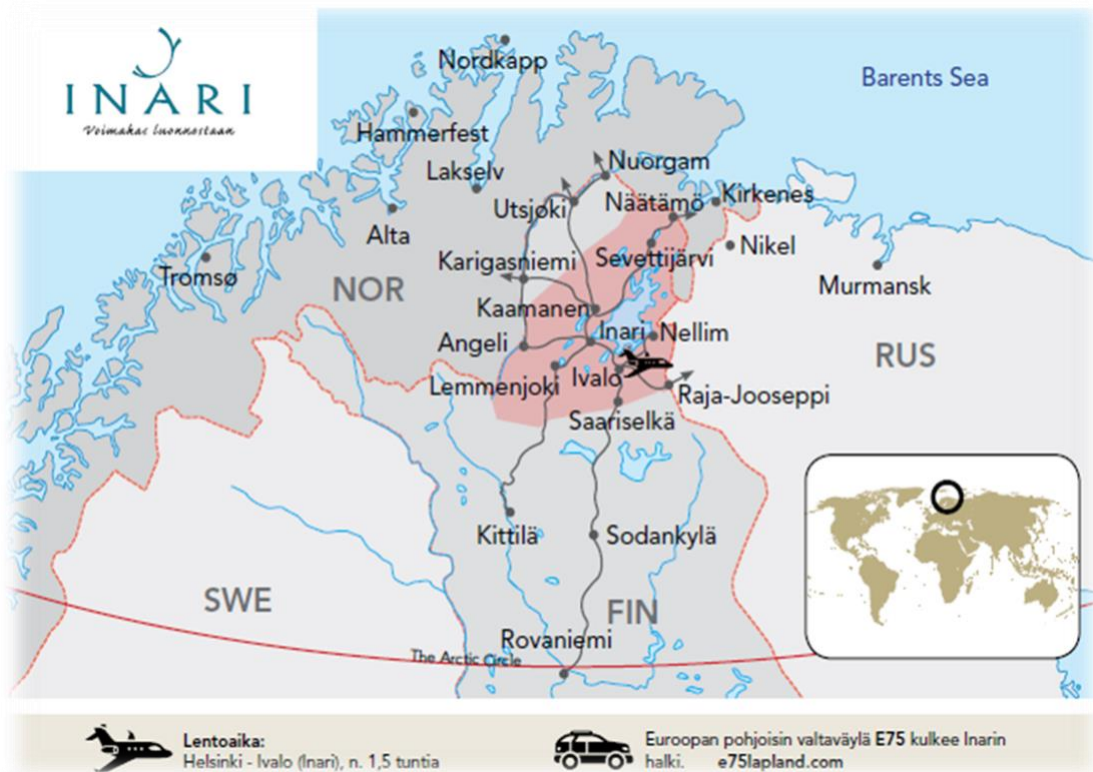 INARI
Voimakas luonnostaan
Nordkapp
Barents Sea
Hammerfest
Lakselv
Nuorgam
Utsjoki
Näätämö
Kirkenes
Alta
Nikel
Karigasniemi
Sevettijärvi
Tromsø
NOR
Murmansk
Kaamanen
Angeli
Inari
Nellim
RUS
Lemmenjoki
Ivalo
Raja-Jooseppi
Saariselkä
Kittilä
Sodankylä
SWE
FIN
Rovaniemi
The Arctic Circle
Lentoaika:
Helsinki - Ivalo (Inari), n. 1,5 tuntia
Euroopan pohjoisin valtaväylä E75 kulkee Inarin
halki. e75lapland.com